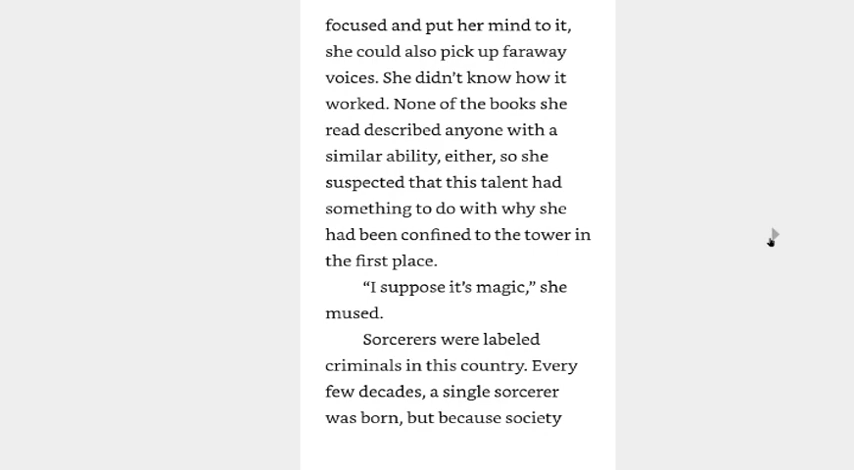 focused and put her mind to it,
she could also pick up faraway
voices. She didn’t know how it
worked. None of the books she
read described anyone with a
similar ability, either, so she
suspected that this talent had
something to do with why she
had been confined to the tower in
the first place.
“I suppose it’s magic,” she
mused.
Sorcerers were labeled
criminals in this country. Every
few decades, a single sorcerer
was born, but because society